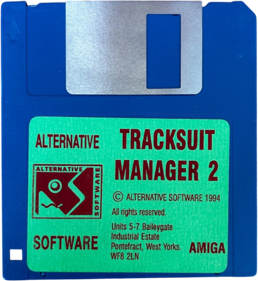 ALTERNATIVE
TRACKSUIT
MANAGER 2
ALTERNATIVE
SOFTWARE
© ALTERNATIVE SOFTWARE 1994
All rights reserved.
SOFTWARE
Units 5-7 Baileygate
Industrial Estate
Pontefract, West Yorks.
WF8 2LN
AMIGA